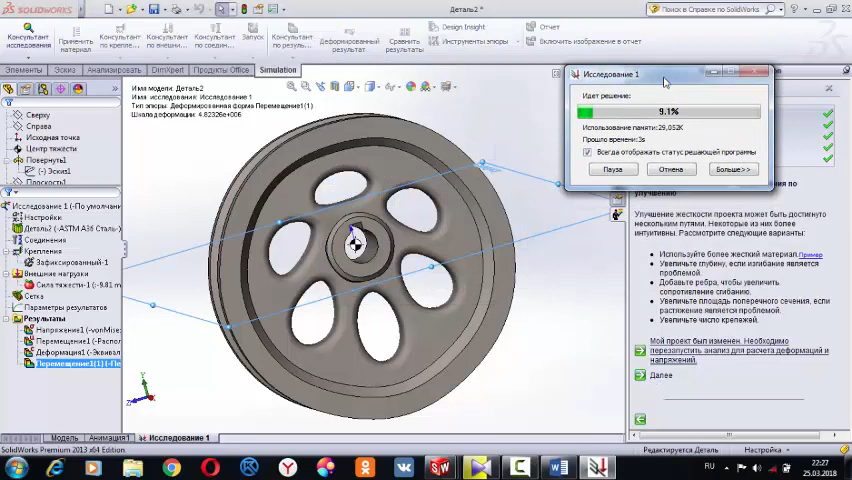 SOLIDWORKS
Деталь2 *
Поиск в Справке по SolidWorks
Консультант исследования
Применить материал
Консультант по крепле...
Консультант по внешн...
Консультант по соедин...
Запуск
Консультант по резуль...
Деформированный результат
Сравнить результаты
Design Insight
Инструменты эпюры
Отчет
Включить изображение в отчет
Элементы
Эскиз
Анализировать
DimXpert
Продукты Office
Simulation
Сверху
Справа
Исходная точка
Центр тяжести
Повернуть1
(-) Эскиз1
Плоскость1
Исследование 1 (-По умолчани
Настройки
Деталь2 (-ASTM A36 Сталь-)
Соединения
Крепления
Зафиксированный-1
Внешние нагрузки
Сила тяжести-1 (:-9.81 m
Сетка
Параметры результатов
Результаты
Напряжение1 (-vonMise
Перемещение1 (-Распол
Деформация1 (-Эквивал
Перемещение1{1} (-Пе
Имя модели: Деталь2
Имя исследования: Исследование 1
Тип эпюры: Деформированная форма Перемещение1{1}
Шкала деформаций: 4.82326e+006
Исследование 1
Идет решение:
9.1%
Использование памяти:29,052K
Прошло времени:3s
Всегда отображать статус решающей программы
Пауза
Отмена
Больше>>
улучшению
Улучшение жесткости проекта может быть достигнуто
несколькими путями. Некоторые из них более
интуитивны. Рассмотрите следующие варианты:
Используйте более жесткий материал. Пример
Увеличьте глубину, если изгибание является
проблемой.
Добавьте ребра, чтобы увеличить
сопротивление сгибанию.
Увеличьте площадь поперечного сечения, если
растяжение является проблемой.
Увеличьте число крепежей.
Мой проект был изменен. Необходимо
перезапустить анализ для расчета деформаций и
напряжений.
Далее
Y
X
Z
Модель
Анимация1
Исследование 1
SolidWorks Premium 2013 x64 Edition
Редактируется Деталь
Настройка
RU
22:27
25.03.2018